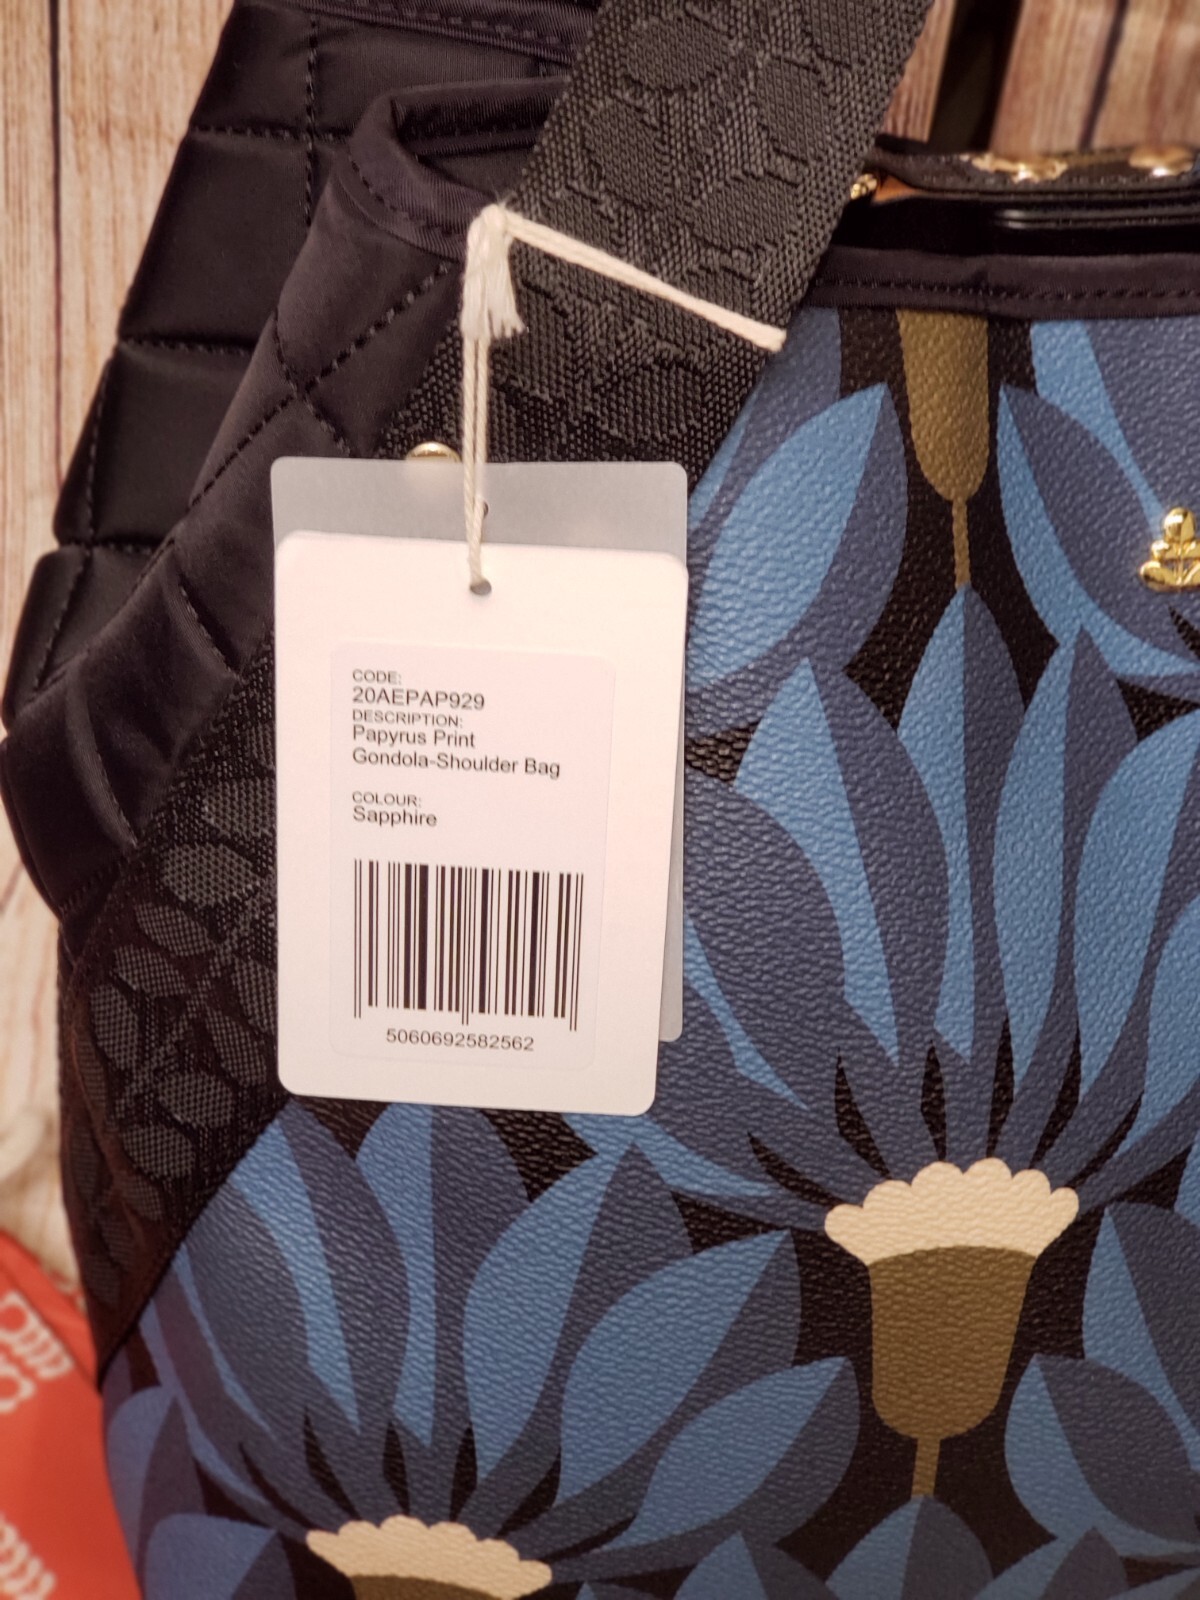 CODE:
20AEPAP929
DESCRIPTION:
Papyrus Print
Gondola-Shoulder Bag
COLOUR:
Sapphire
5060692582562